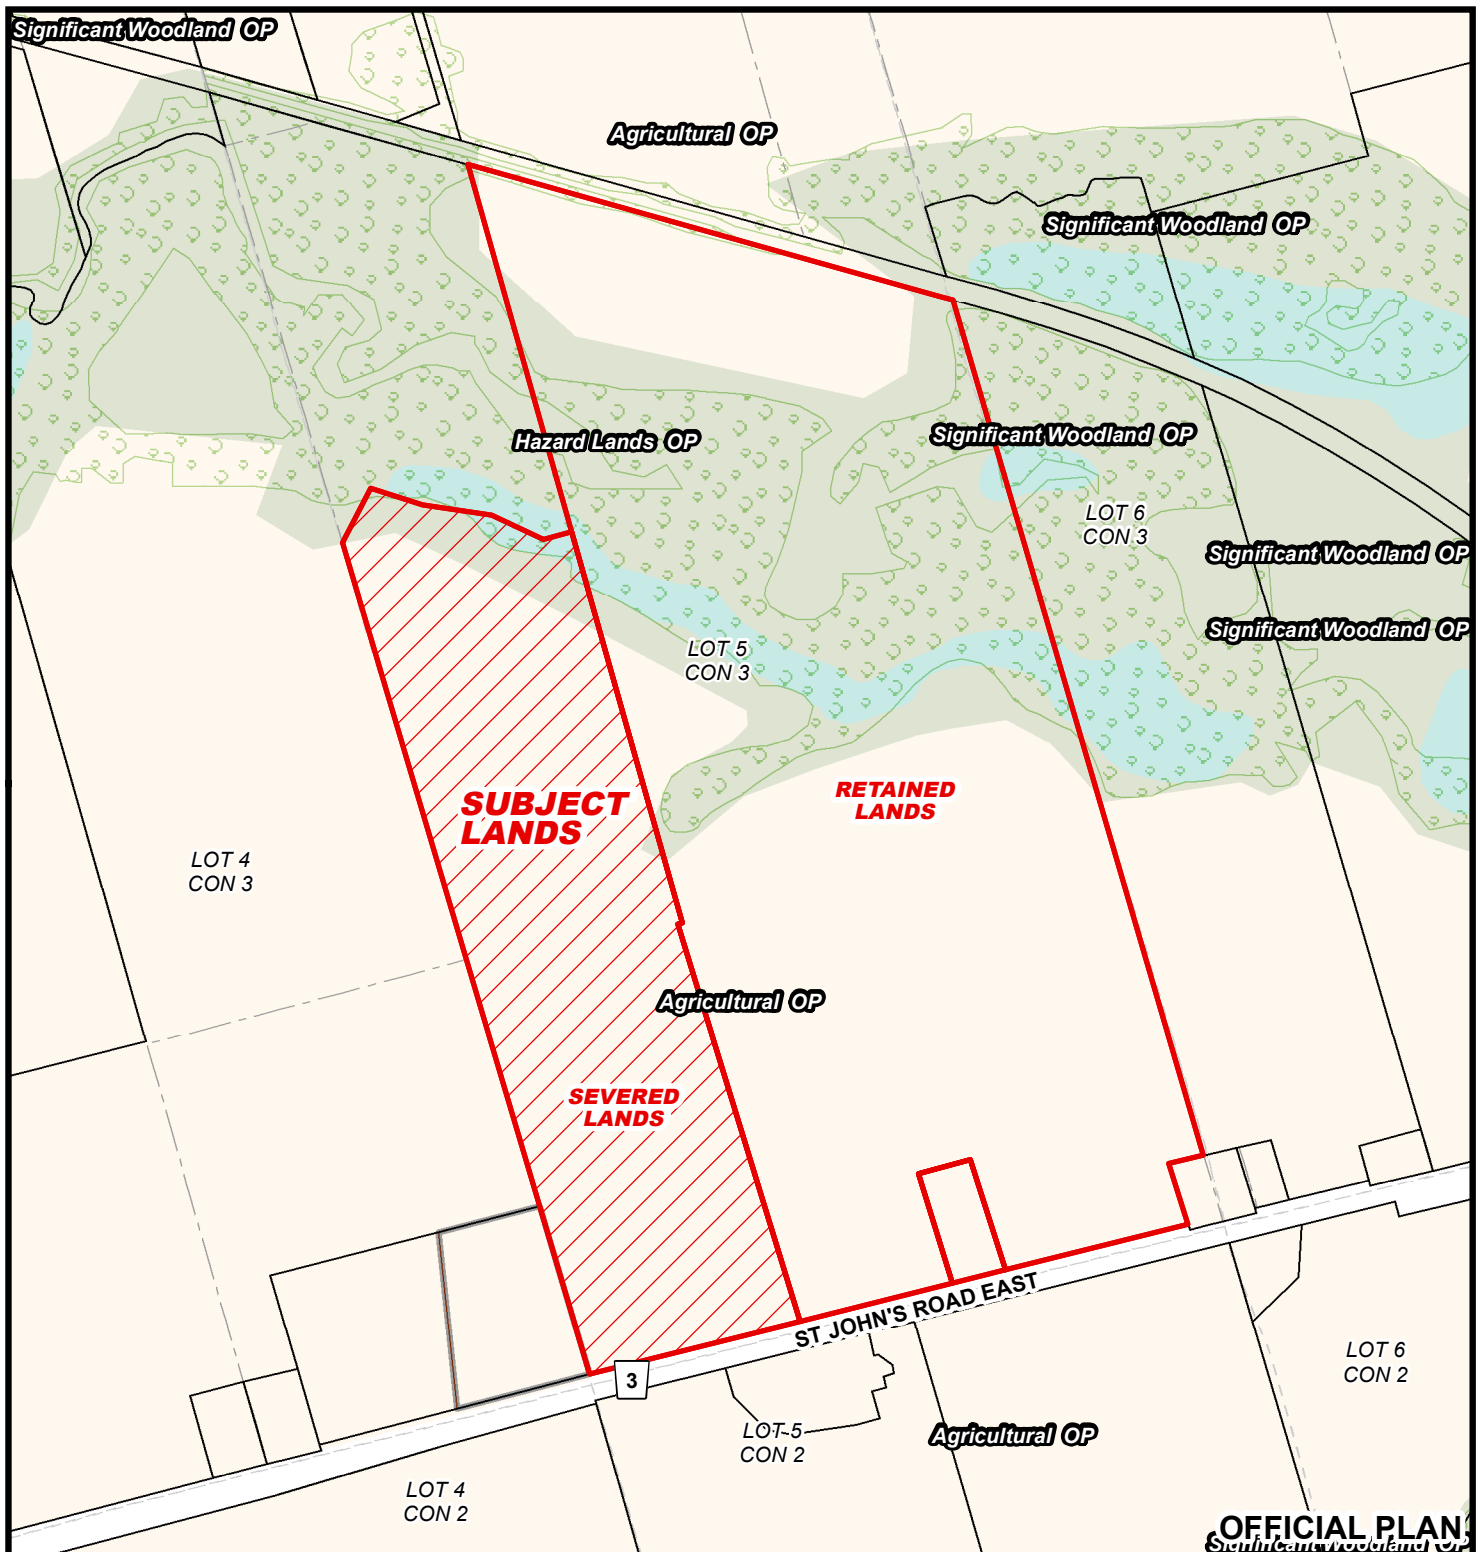 Significant Woodland OP
Agricultural OP
Significant Woodland OP
Hazard Lands OP
Significant Woodland OP
LOT 6
CON 3
Significant Woodland OP
Significant Woodland OP
LOT 5
CON 3
RETAINED
LANDS
SUBJECT
LANDS
LOT 4
CON 3
Agricultural OP
SEVERED
LANDS
ST JOHN'S ROAD EAST
3
LOT 6
CON 2
LOT 5
CON 2
Agricultural OP
LOT 4
CON 2
OFFICIAL PLAN
Significant Woodland OP